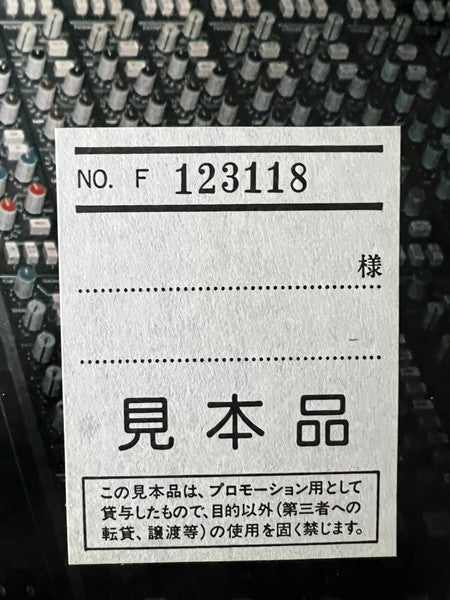 NO. F 123118
様
見本品
この見本品は、プロモーション用として
貸与したもので、目的以外(第三者への
転貸、譲渡等)の使用を固く禁じます。